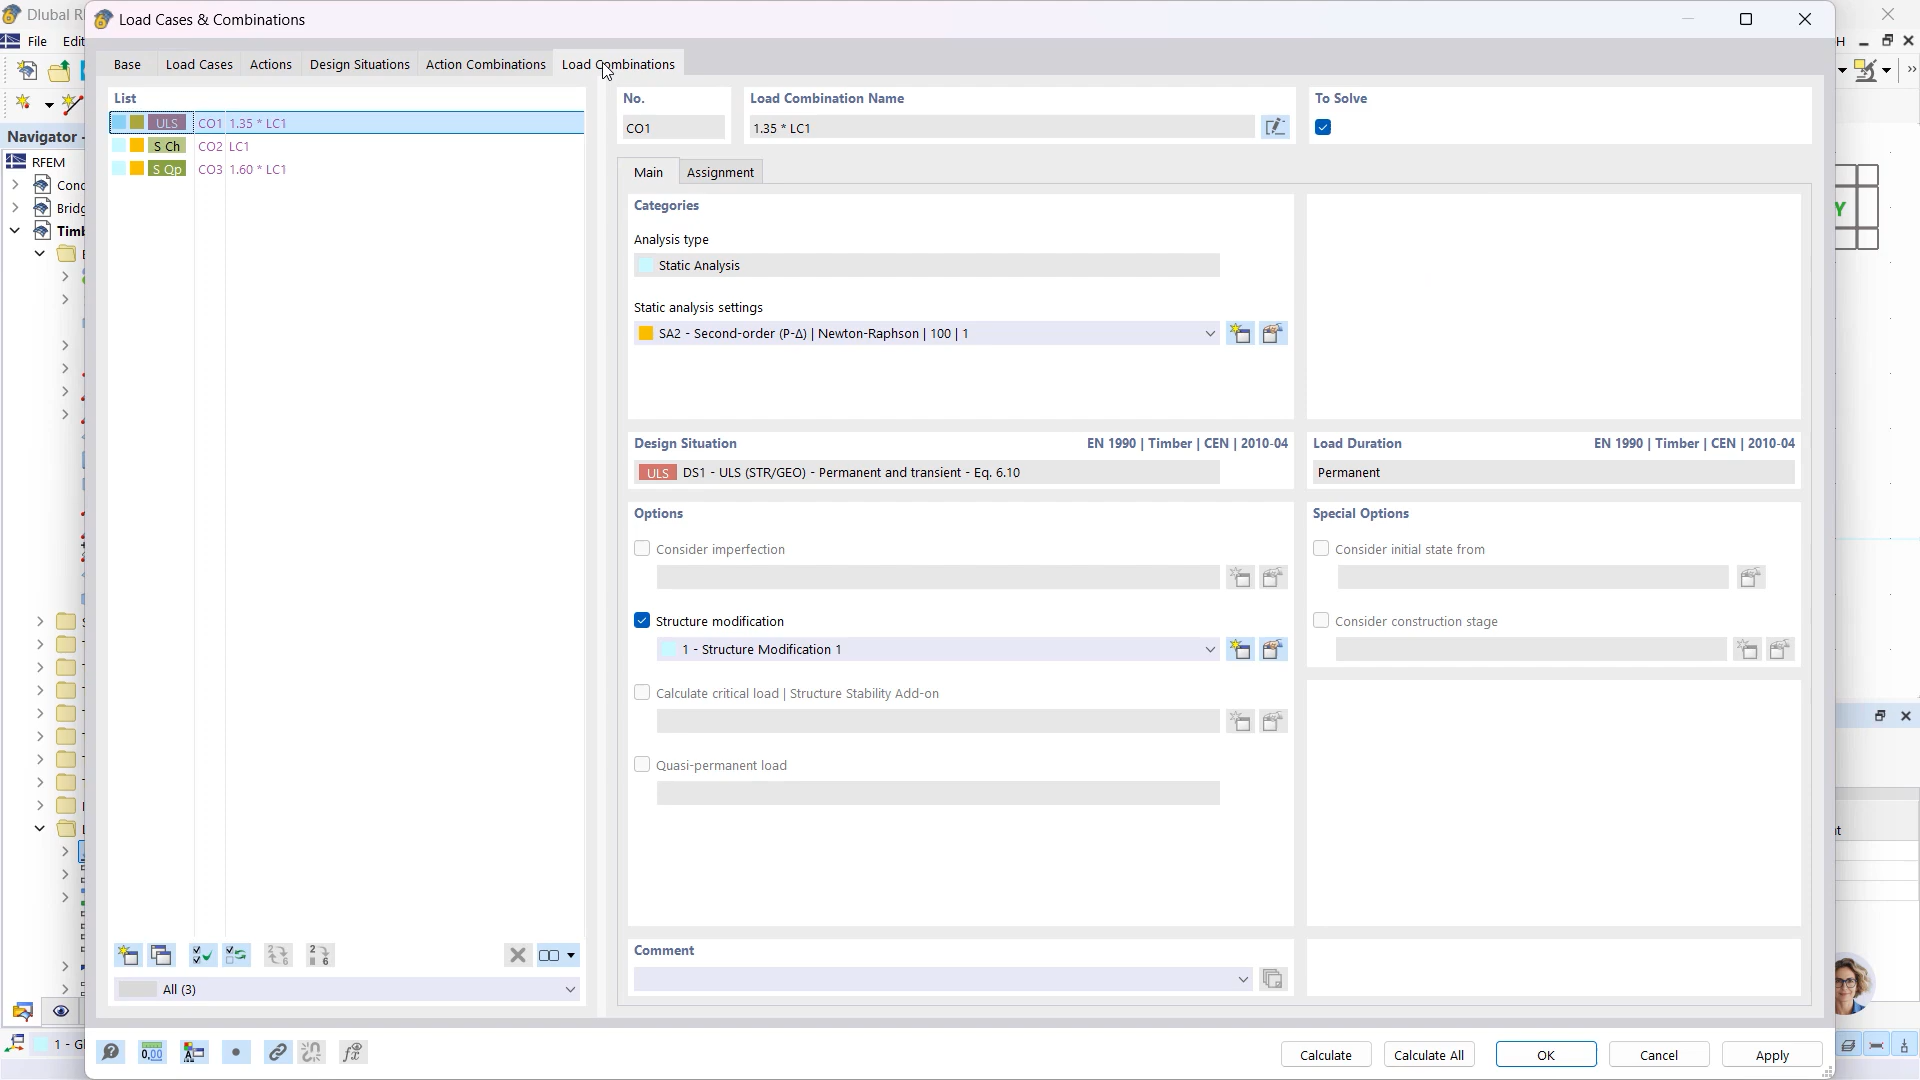 Dlubal R
Load Cases & Combinations
File Edit
H
Base Load Cases Actions Design Situations Action Combinations Load Combinations
Navigator -
RFEM
Conc
Bridg
Timb
List
ULS CO1 1.35 * LC1
S Ch CO2 LC1
S Qp CO3 1.60 * LC1
All (3)
No.
CO1
Load Combination Name
1.35 * LC1
To Solve
Main Assignment
Categories
Analysis type
Static Analysis
Static analysis settings
SA2 - Second-order (P-Δ) | Newton-Raphson | 100 | 1
Design Situation EN 1990 | Timber | CEN | 2010-04
ULS DS1 - ULS (STR/GEO) - Permanent and transient - Eq. 6.10
Load Duration EN 1990 | Timber | CEN | 2010-04
Permanent
Options
Consider imperfection
Structure modification
1 - Structure Modification 1
Calculate critical load | Structure Stability Add-on
Quasi-permanent load
Special Options
Consider initial state from
Consider construction stage
Comment
Y
1 - Gl
0,00
Calculate Calculate All OK Cancel Apply